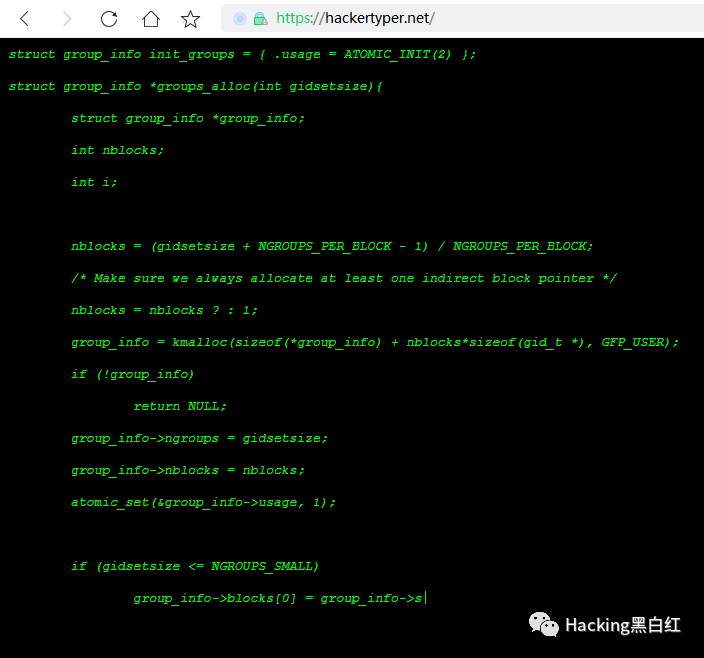 https://hackertyper.net/
struct group_info init_groups = { .usage = ATOMIC_INIT(2) };
struct group_info *groups_alloc(int gidsetsize){
struct group_info *group_info;
int nblocks;
int i;
nblocks = (gidsetsize + NGROUPS_PER_BLOCK - 1) / NGROUPS_PER_BLOCK;
/* Make sure we always allocate at least one indirect block pointer */
nblocks = nblocks ? : 1;
group_info = kmalloc(sizeof(*group_info) + nblocks*sizeof(gid_t *), GFP_USER);
if (!group_info)
return NULL;
group_info->ngroups = gidsetsize;
group_info->nblocks = nblocks;
atomic_set(&group_info->usage, 1);
if (gidsetsize <= NGROUPS_SMALL)
group_info->blocks[0] = group_info->s|
Hacking黑白红